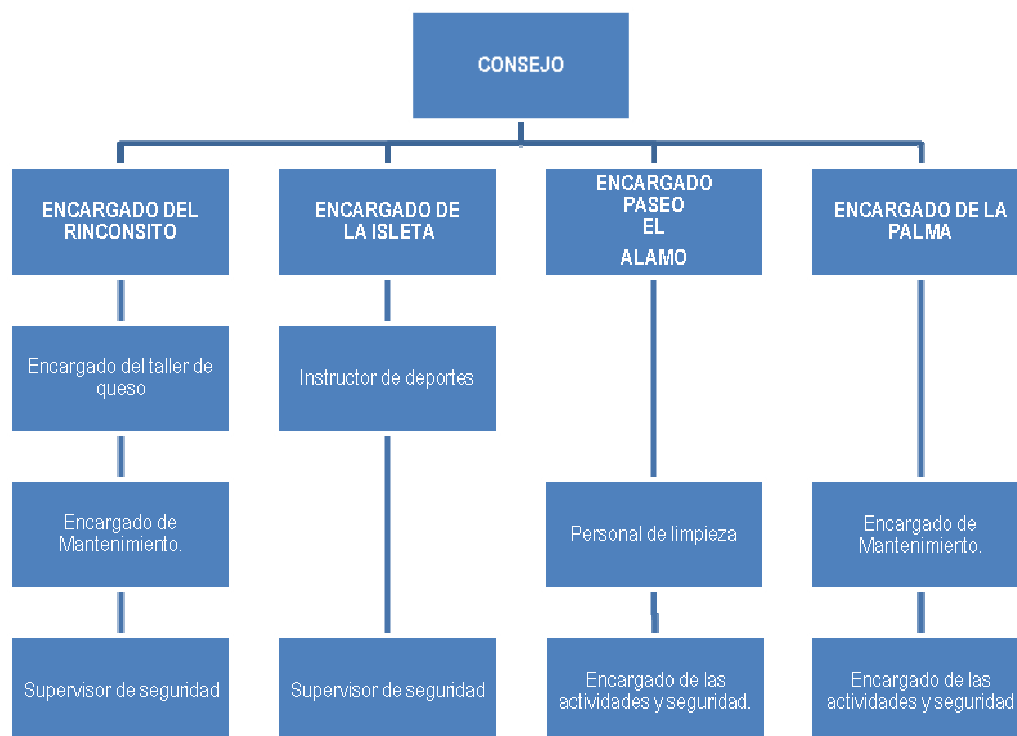 CONSEJO
ENCARGADO DEL
RINCONSITO
ENCARGADO DE
LA ISLETA
ENCARGADO
PASEO
EL
ALAMO
ENCARGADO DE LA
PALMA
Encargado del taller de
queso
Instructor de deportes
Encargado de
Mantenimiento.
Personal de limpieza
Encargado de
Mantenimiento.
Supervisor de seguridad
Supervisor de seguridad
Encargado de las
actividades y seguridad.
Encargado de las
actividades y seguridad